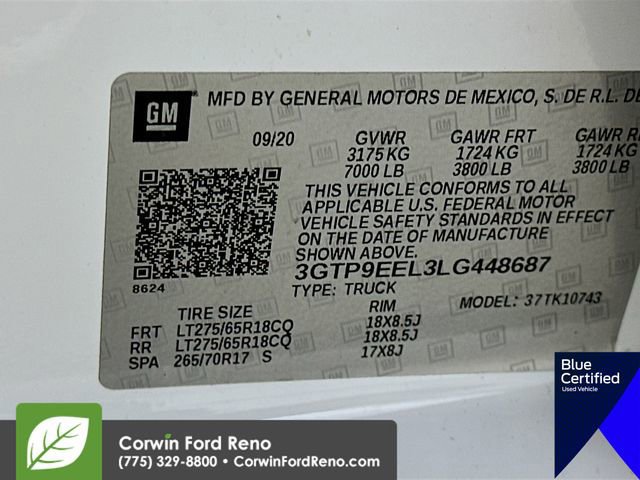 GM
MFD BY GENERAL MOTORS DE MEXICO, S. DE R.L. DE
09/20 GVWR GAWR FRT GAWR
3175 KG 1724 KG 1724 KG
7000 LB 3800 LB 3800 LB
THIS VEHICLE CONFORMS TO ALL
APPLICABLE U.S. FEDERAL MOTOR
VEHICLE SAFETY STANDARDS IN EFFECT
ON THE DATE OF MANUFACTURE
SHOWN ABOVE.
8624
3GTP9EEL3LG448687
TYPE: TRUCK MODEL: 37TK10743
TIRE SIZE RIM
FRT LT275/65R18CQ 18X8.5J
RR LT275/65R18CQ 18X8.5J
SPA 265/70R17 S 17X8J
Blue
Certified
Used Vehicle
Corwin Ford Reno
(775) 329-8800 • CorwinFordReno.com